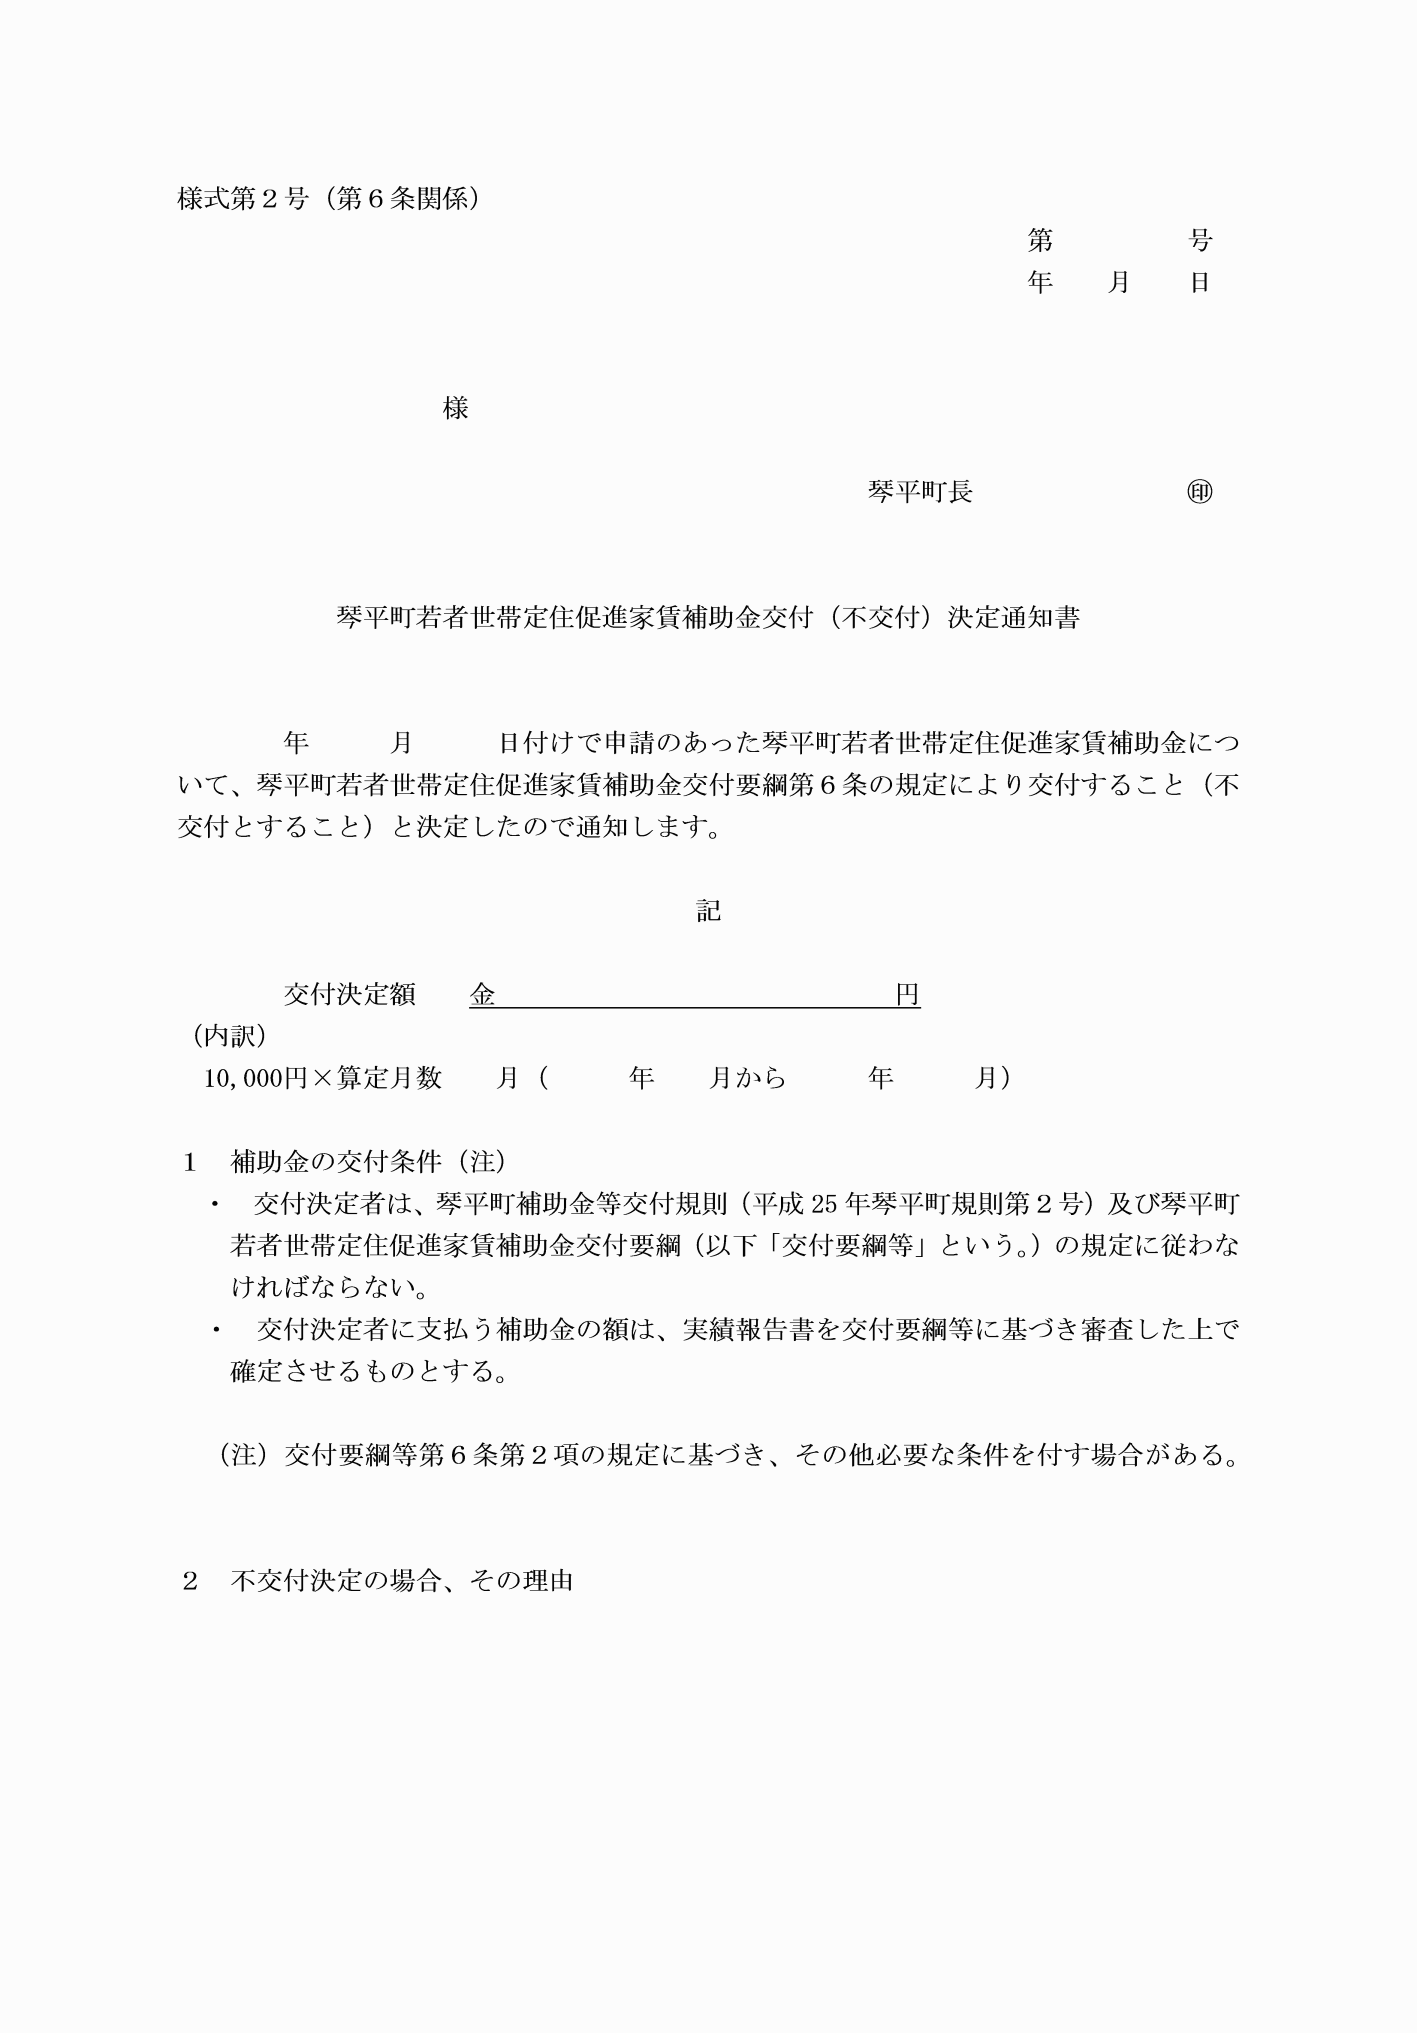 様式第２号（第６条関係）
第　　　　　号
年　　月　　日
様
琴平町長　　　　　　　　㊞
琴平町若者世帯定住促進家賃補助金交付（不交付）決定通知書
年　　　月　　　日付けで申請のあった琴平町若者世帯定住促進家賃補助金につ
いて、琴平町若者世帯定住促進家賃補助金交付要綱第６条の規定により交付すること（不
交付とすること）と決定したので通知します。
記
交付決定額　　金　　　　　　　　　　　　　　　円
（内訳）
10,000円×算定月数　　月（　　　年　　月から　　　年　　　月）
１　補助金の交付条件（注）
・　交付決定者は、琴平町補助金等交付規則（平成 25 年琴平町規則第２号）及び琴平町
若者世帯定住促進家賃補助金交付要綱（以下「交付要綱等」という。）の規定に従わな
ければならない。
・　交付決定者に支払う補助金の額は、実績報告書を交付要綱等に基づき審査した上で
確定させるものとする。
（注）交付要綱等第６条第２項の規定に基づき、その他必要な条件を付す場合がある。
２　不交付決定の場合、その理由